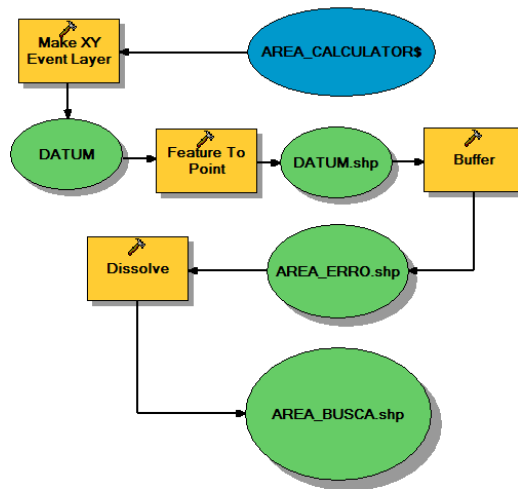 Make XY
Event Layer
AREA_CALCULATOR$
DATUM
Feature To
Point
DATUM.shp
Buffer
Dissolve
AREA_ERRO.shp
AREA_BUSCA.shp